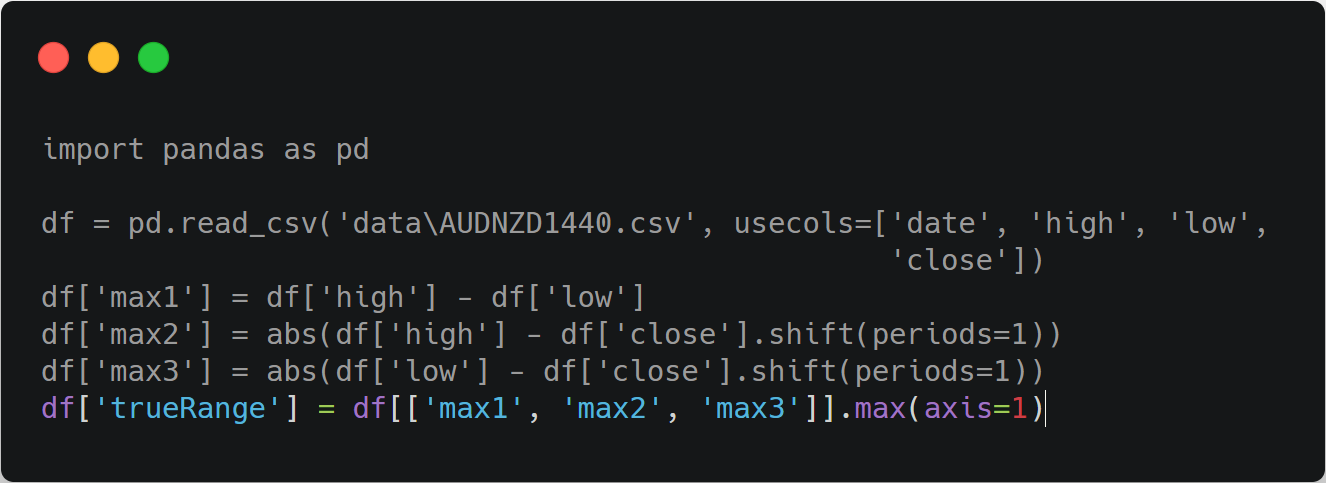 import pandas as pd
df = pd.read_csv('data\AUDNZD1440.csv', usecols=['date', 'high', 'low',
'close'])
df['max1'] = df['high'] - df['low']
df['max2'] = abs(df['high'] - df['close'].shift(periods=1))
df['max3'] = abs(df['low'] - df['close'].shift(periods=1))
df['trueRange'] = df[['max1', 'max2', 'max3']].max(axis=1)